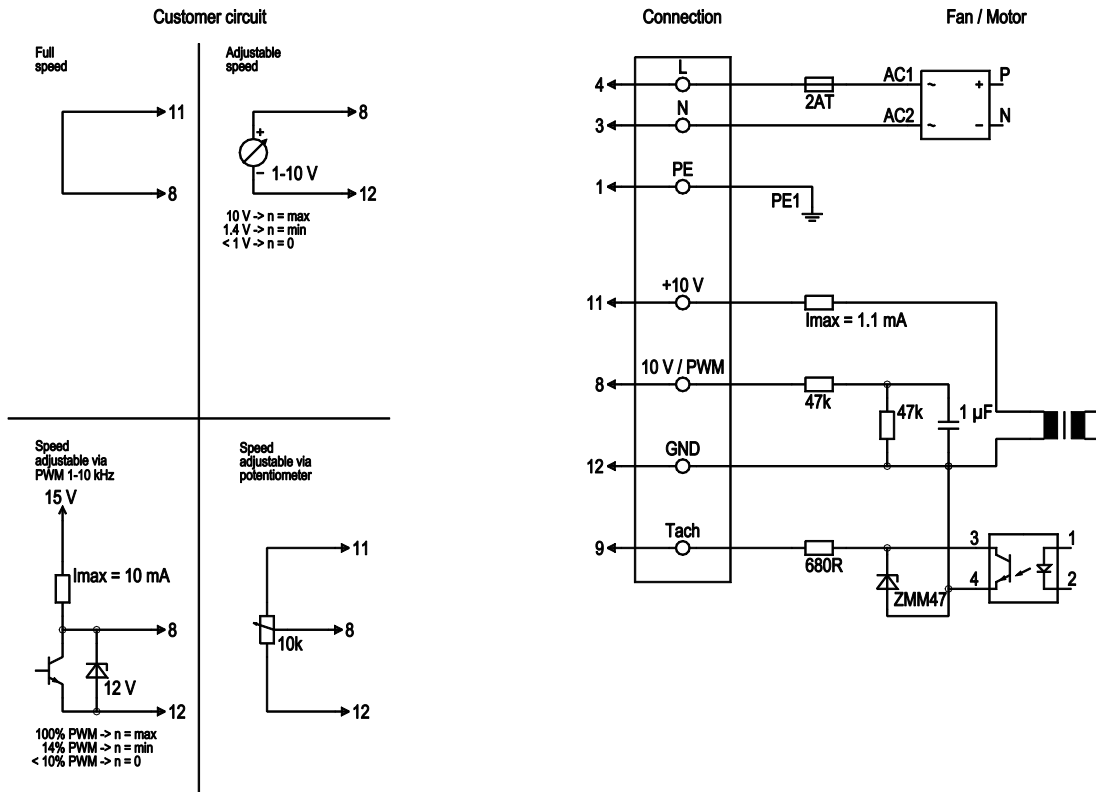 Customer circuit
Connection
Fan / Motor
Full
speed
11
8
Adjustable
speed
8
+
–
1-10 V
12
10 V -> n = max
1.4 V -> n = min
< 1 V -> n = 0
Speed
adjustable via
PWM 1-10 kHz
15 V
Imax = 10 mA
8
12 V
12
100% PWM -> n = max
14% PWM -> n = min
< 10% PWM -> n = 0
Speed
adjustable via
potentiometer
11
8
10k
12
4
L
2AT
AC1
~
+
P
3
N
AC2
~
–
N
1
PE
PE1
11
+10 V
Imax = 1.1 mA
8
10 V / PWM
47k
47k
1 µF
12
GND
9
Tach
680R
ZMM47
3
1
4
2